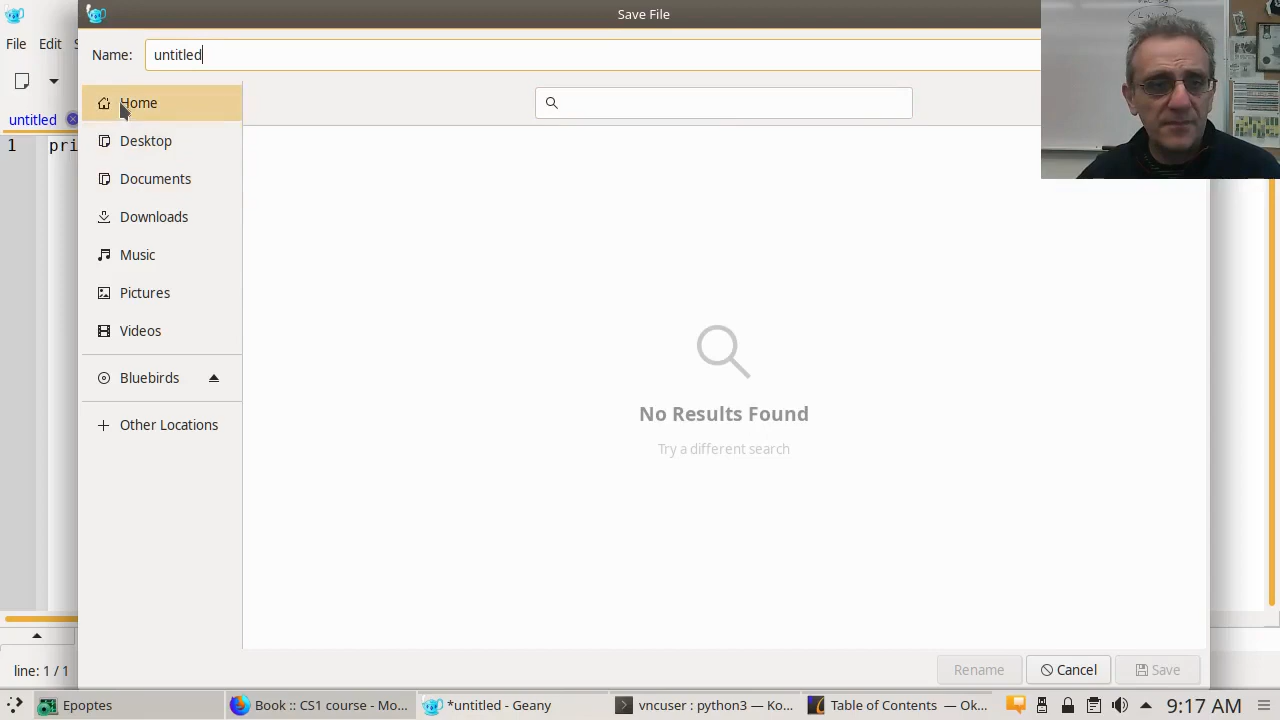 Save File
Name: untitled
File Edit S
Home
untitled
Desktop
1 pri
Documents
Downloads
Music
Pictures
Videos
Bluebirds
Other Locations
No Results Found
Try a different search
line: 1 / 1
Rename Cancel Save
Epoptes Book :: CS1 course - Mo... *untitled - Geany vncuser : python3 — Ko... Table of Contents — Ok... 9:17 AM